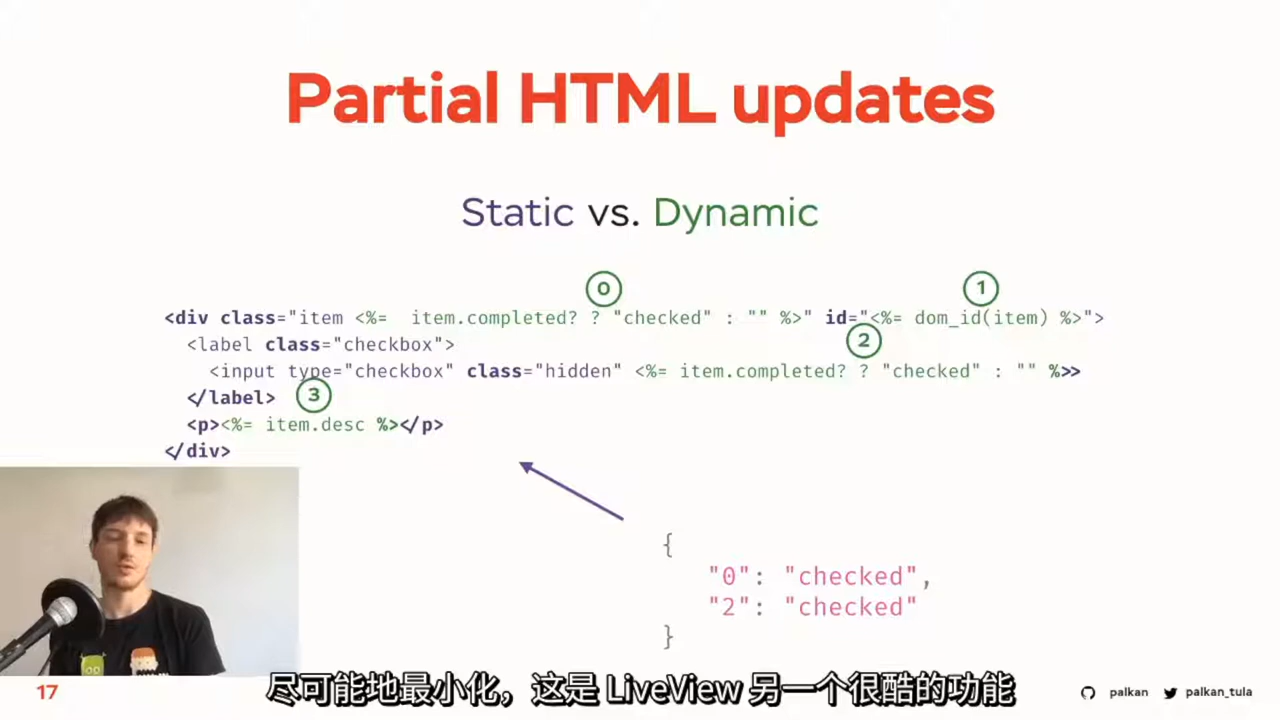 Partial HTML updates
Static vs. Dynamic
0
1
<div class="item <%= item.completed? ? "checked" : "" %>" id="<%= dom_id(item) %>">
2
<label class="checkbox">
<input type="checkbox" class="hidden" <%= item.completed? ? "checked" : "" %>>
</label>
3
<p><%= item.desc %></p>
</div>
{
"0": "checked",
"2": "checked"
}
尽可能地最小化，这是 LiveView 另一个很酷的功能
17
palkan
palkan_tula